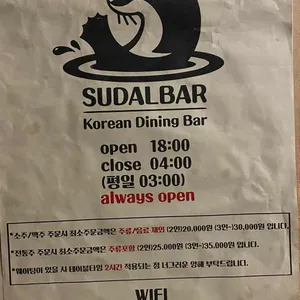 SUDALBAR
Korean Dining Bar
open 18:00
close 04:00
(평일 03:00)
always open
*소주/맥주 주문시 최소주문금액은 주류/음료 제외 (2인)20.000원 (3인~)30.000원 입니다.
*전통주 주문시 최소주문금액은 주류포함 (2인)25.000원 (3인~)35.000원 입니다.
*웨이팅이 있을 시 테이블타임 2시간 적용되는 점 너그러운 양해 부탁드립니다.
WIFI